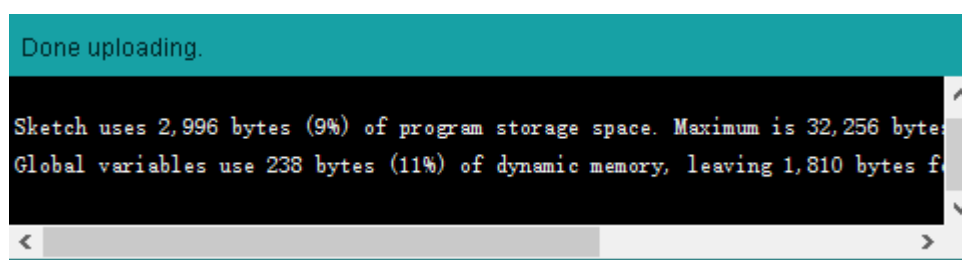 Done uploading.
Sketch uses 2,996 bytes (9%) of program storage space. Maximum is 32,256 byte
Global variables use 238 bytes (11%) of dynamic memory, leaving 1,810 bytes f